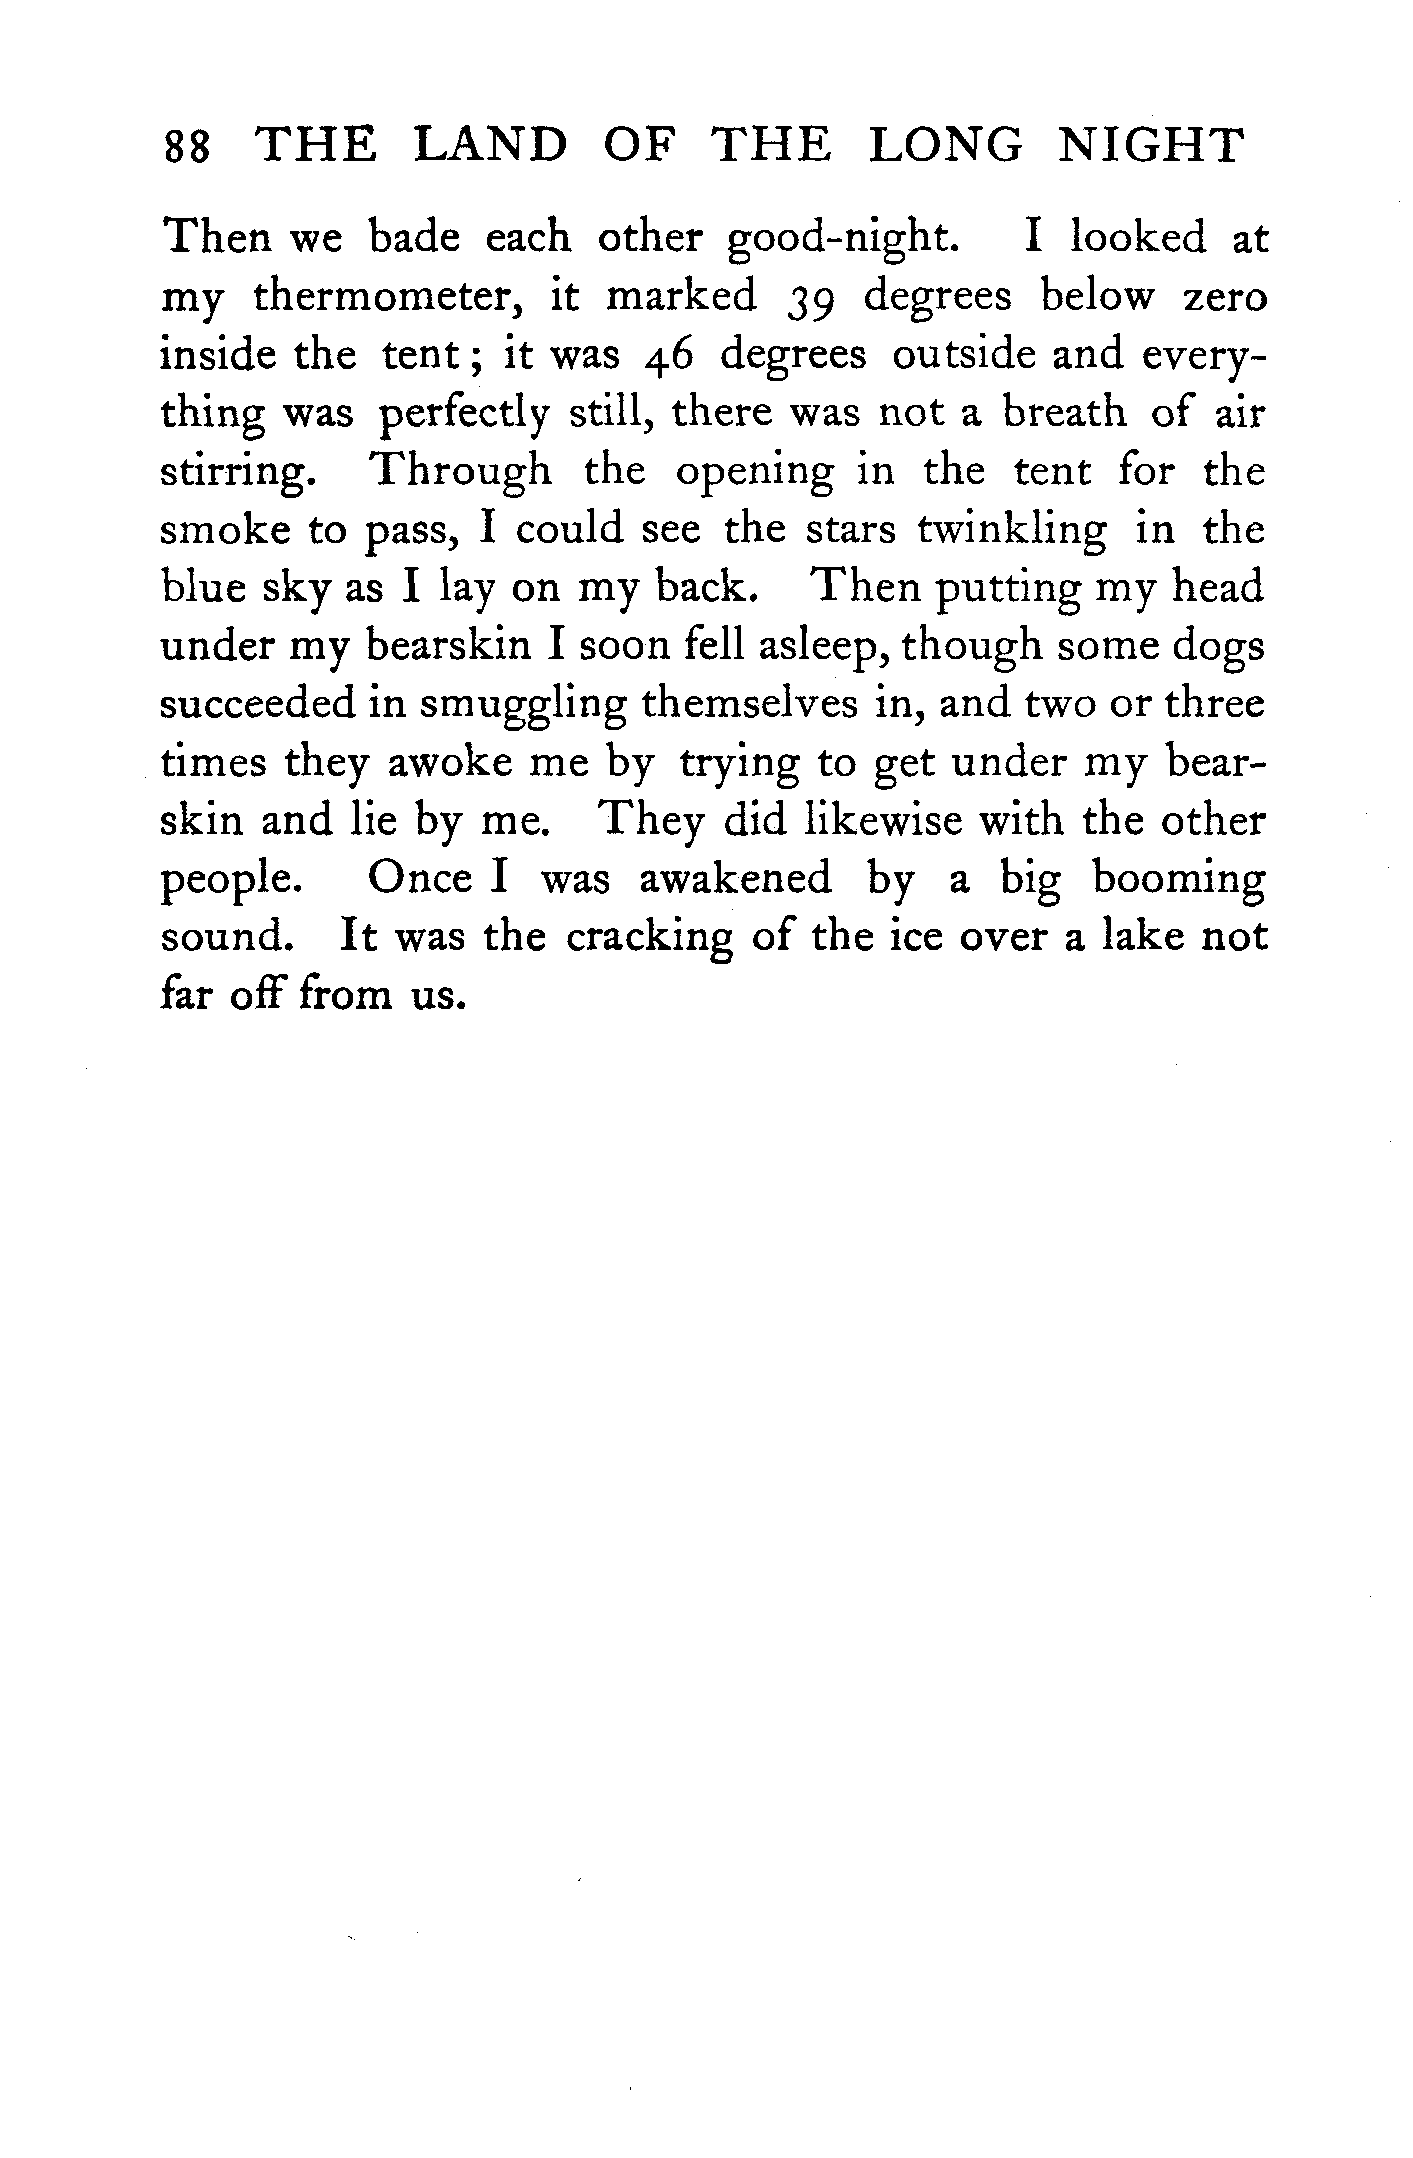 88 THE LAND OF THE LONG NIGHT
Then we bade each other good-night. I looked at
my thermometer, it marked 39 degrees below zero
inside the tent; it was 46 degrees outside and every-
thing was perfectly still, there was not a breath of air
stirring. Through the opening in the tent for the
smoke to pass, I could see the stars twinkling in the
blue sky as I lay on my back. Then putting my head
under my bearskin I soon fell asleep, though some dogs
succeeded in smuggling themselves in, and two or three
times they awoke me by trying to get under my bear-
skin and lie by me. They did likewise with the other
people. Once I was awakened by a big booming
sound. It was the cracking of the ice over a lake not
far off from us.